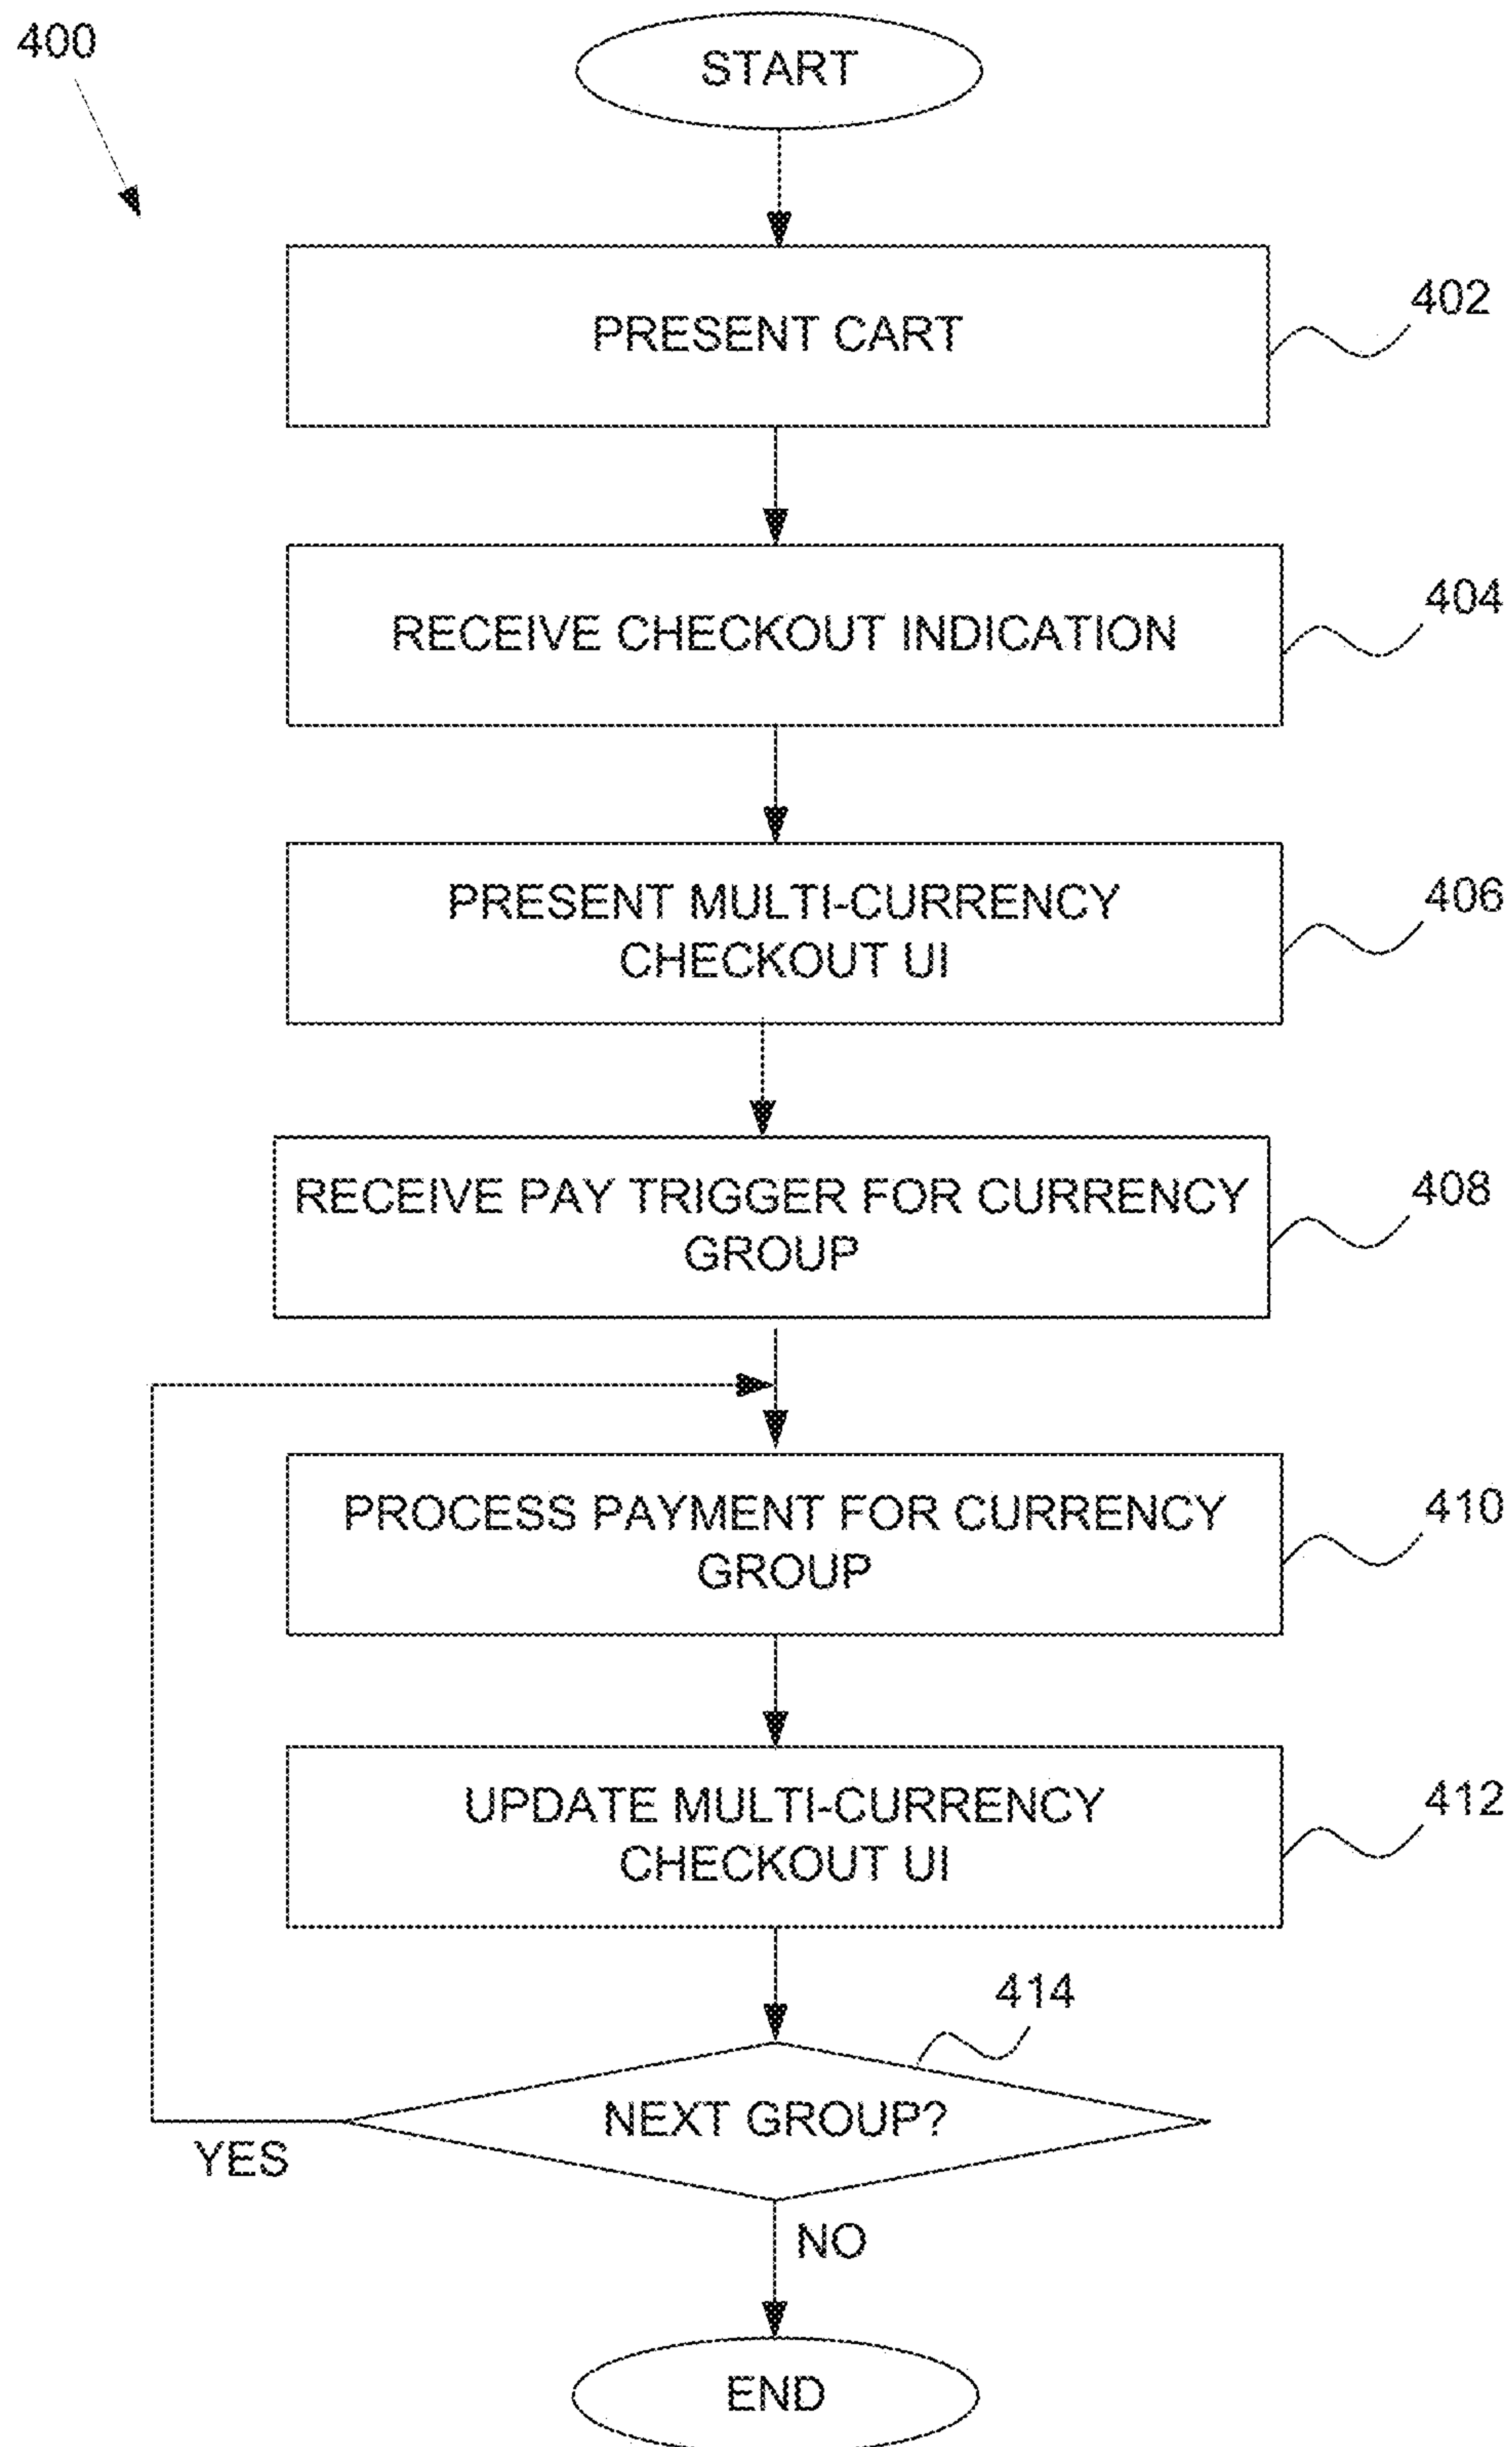 400
START
PRESENT CART
402
RECEIVE CHECKOUT INDICATION
404
PRESENT MULTI-CURRENCY
CHECKOUT UI
406
RECEIVE PAY TRIGGER FOR CURRENCY
GROUP
408
PROCESS PAYMENT FOR CURRENCY
GROUP
410
UPDATE MULTI-CURRENCY
CHECKOUT UI
412
414
NEXT GROUP?
YES
NO
END